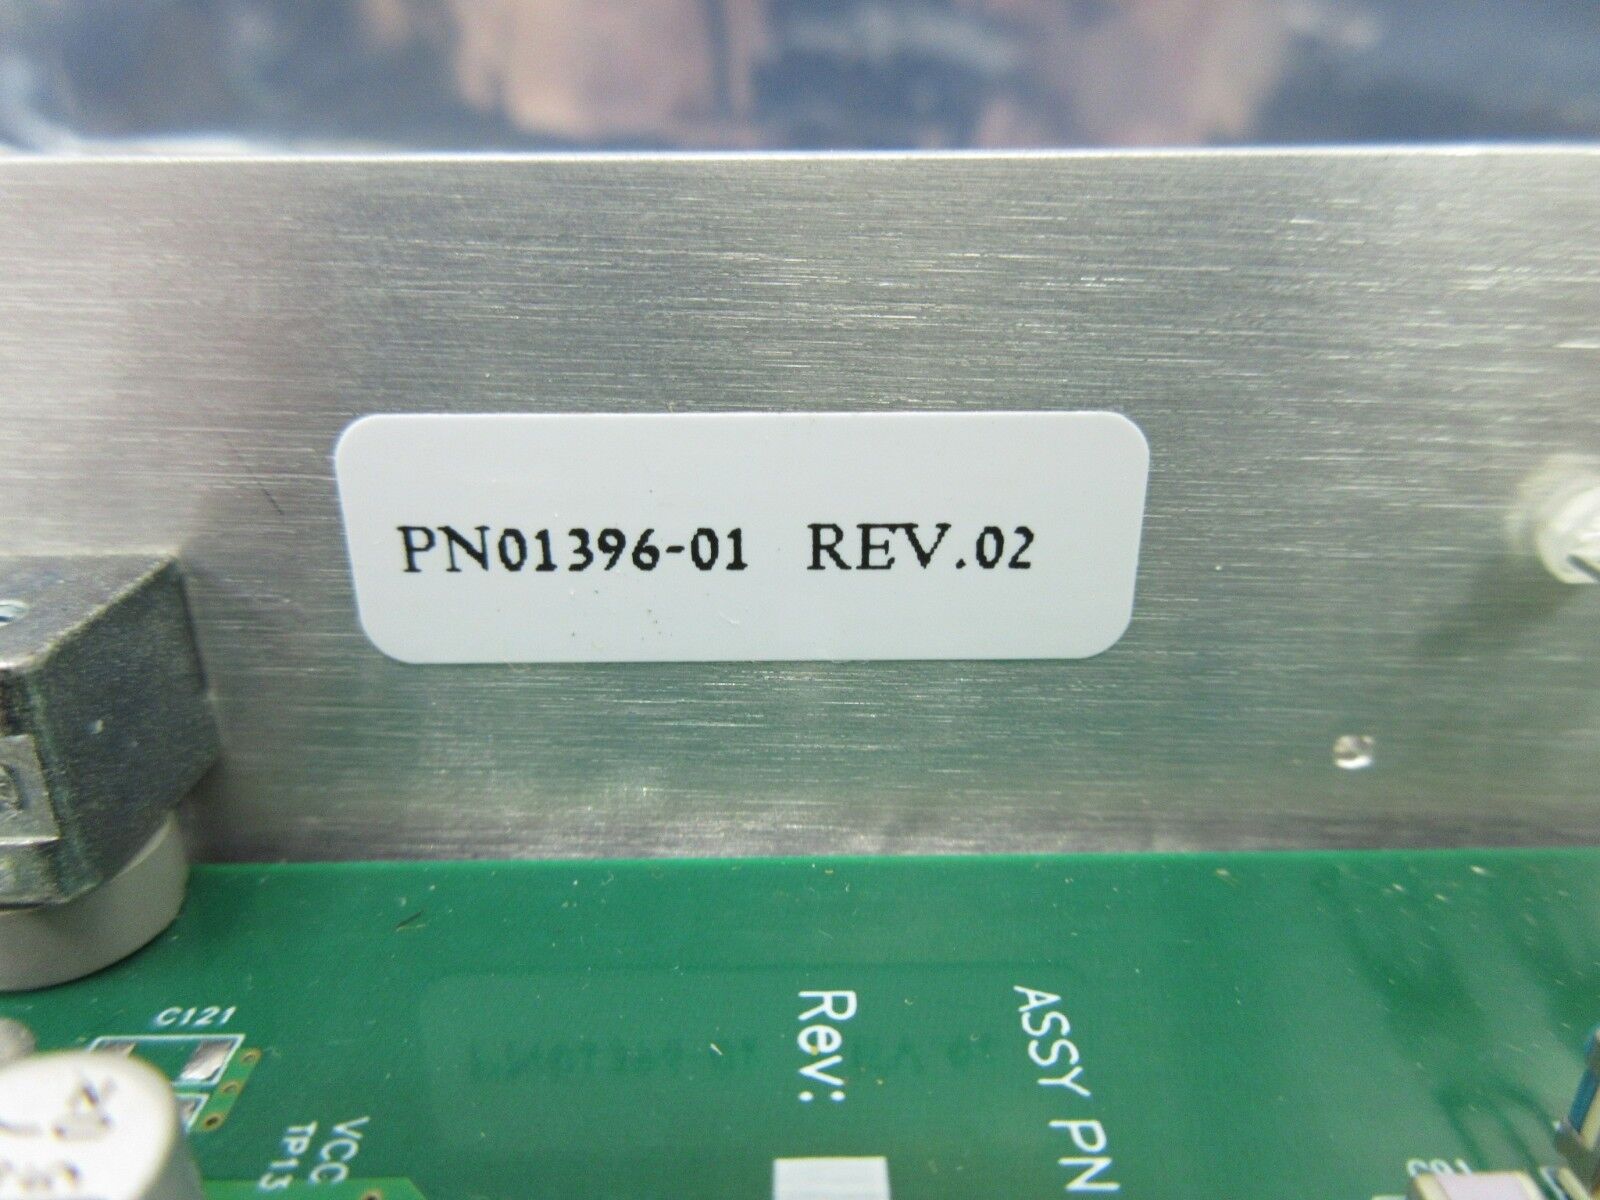 PN01396-01 REV.02
C121
Rev:
ASSY PN
VCC
TP13